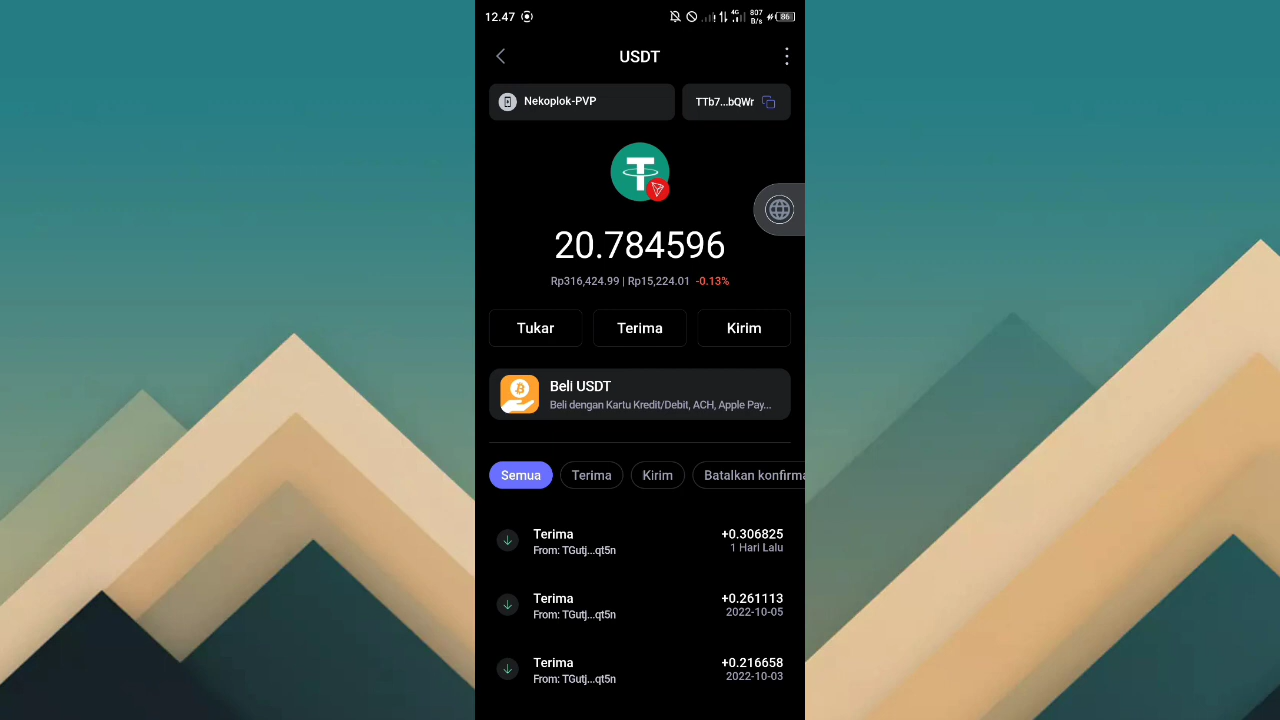 12.47
4G
807
B/s
86
USDT
Nekoplok-PVP
TTb7...bQWr
20.784596
Rp316,424.99 | Rp15,224.01 -0.13%
Tukar
Terima
Kirim
Beli USDT
Beli dengan Kartu Kredit/Debit, ACH, Apple Pay...
Semua
Terima
Kirim
Batalkan konfirma
Terima
+0.306825
From: TGutj...qt5n
1 Hari Lalu
Terima
+0.261113
From: TGutj...qt5n
2022-10-05
Terima
+0.216658
From: TGutj...qt5n
2022-10-03